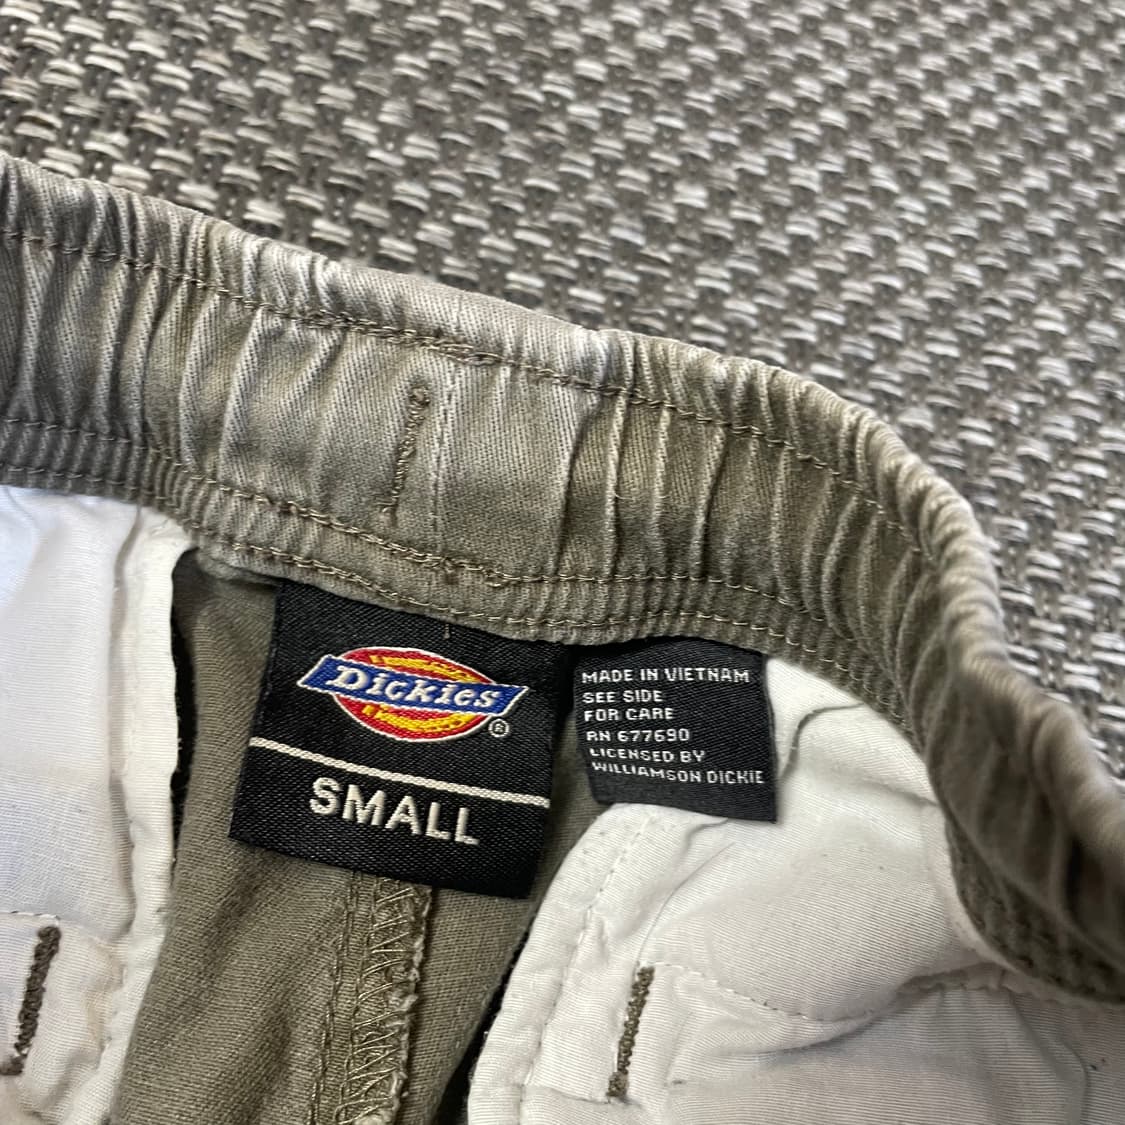 Dickies®
SMALL
MADE IN VIETNAM
SEE SIDE
FOR CARE
RN 677690
LICENSED BY
WILLIAMSON DICKIE